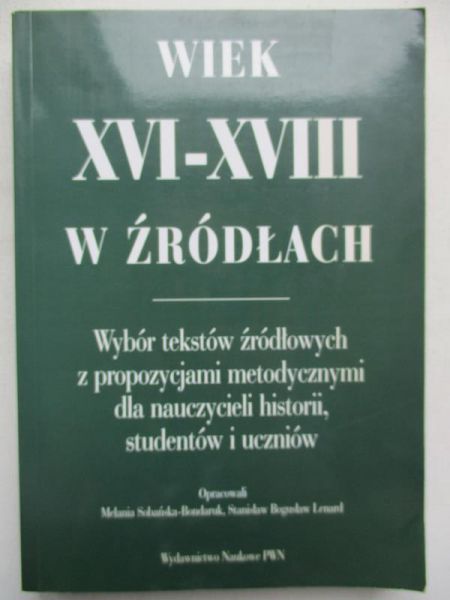 WIEK
XVI-XVIII
W ŹRÓDŁACH
Wybór tekstów źródłowych
z propozycjami metodycznymi
dla nauczycieli historii,
studentów i uczniów
Opracowali
Melania Sobańska-Bondaruk, Stanisław Bogusław Lenard
Wydawnictwo Naukowe PWN